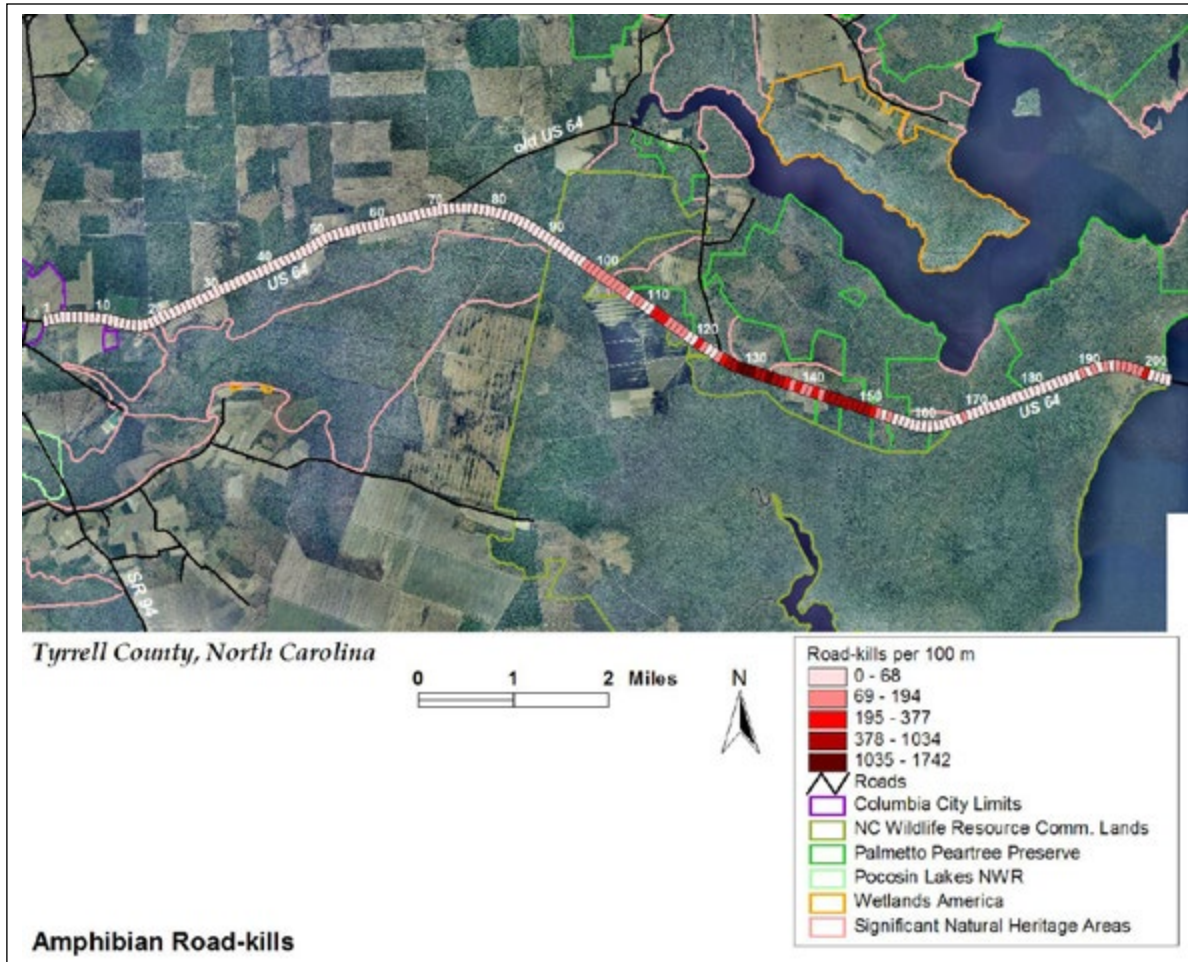 old US 64
70
80
60
50
90
40
US 64
100
30
110
1
10
20
120
130
140
150
160
170
180
190
200
US 64
SR 94
Tyrrell County, North Carolina
0 1 2 Miles
N
Road-kills per 100 m
0 - 68
69 - 194
195 - 377
378 - 1034
1035 - 1742
Roads
Columbia City Limits
NC Wildlife Resource Comm. Lands
Palmetto Peartree Preserve
Pocosin Lakes NWR
Wetlands America
Significant Natural Heritage Areas
Amphibian Road-kills